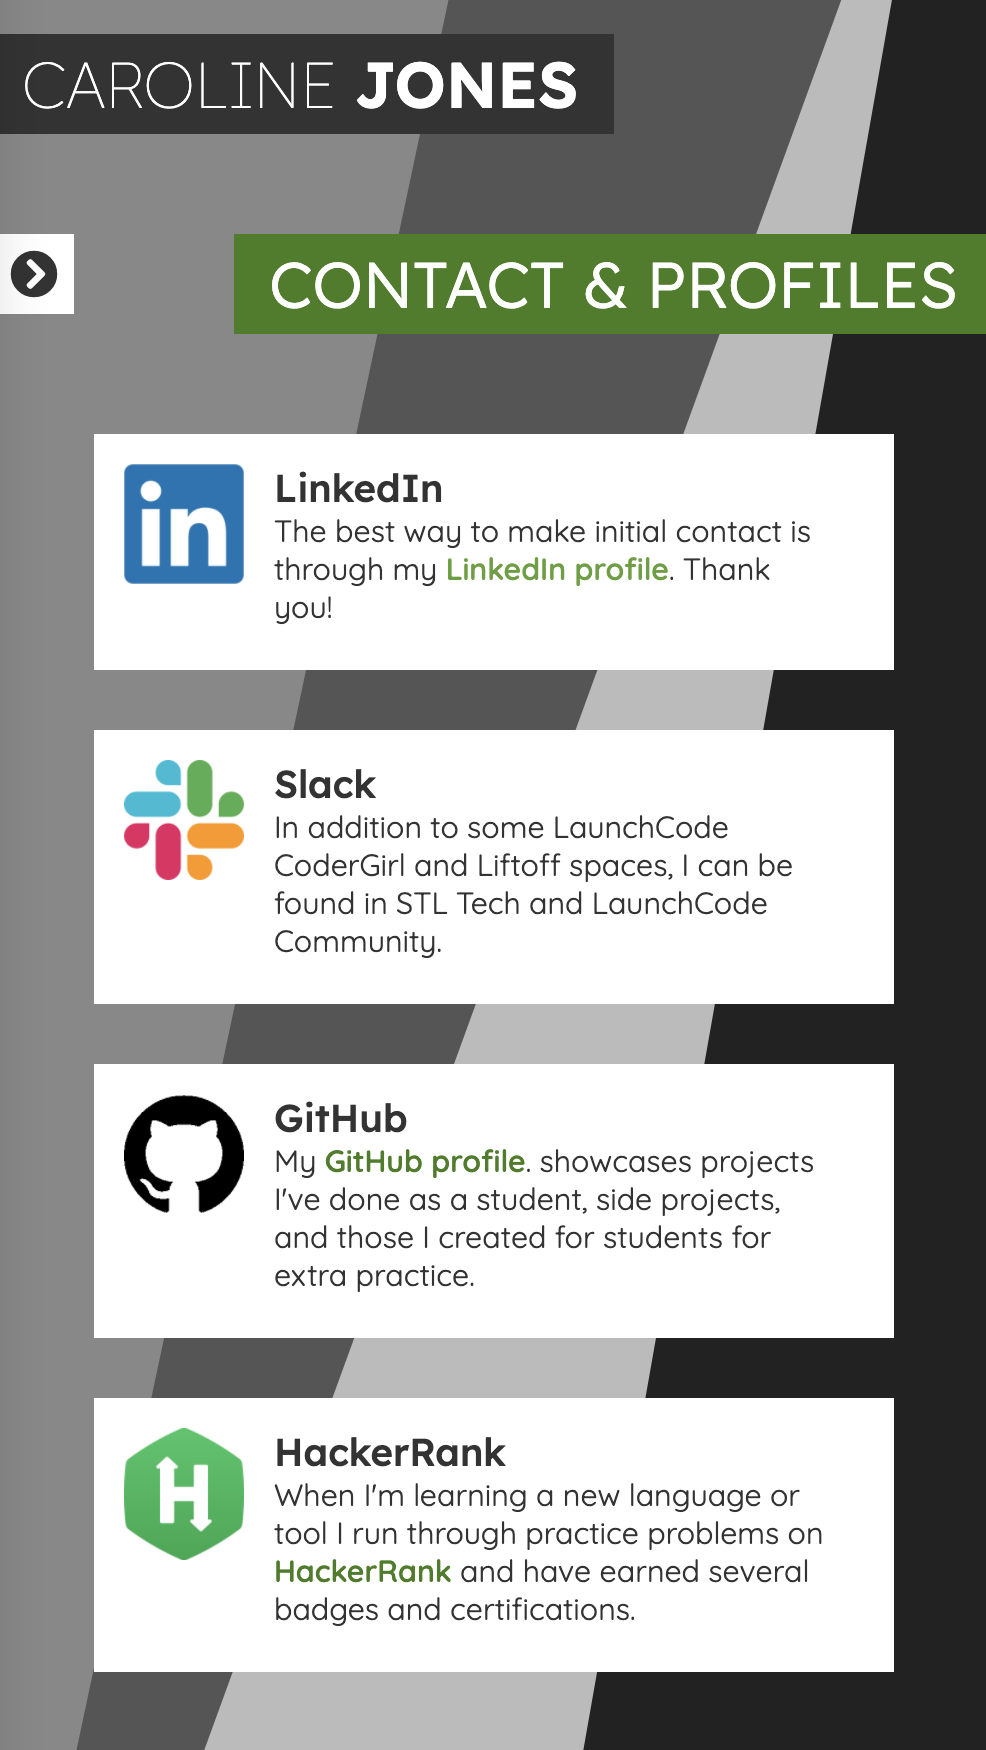 CAROLINE JONES
CONTACT & PROFILES
in
LinkedIn
The best way to make initial contact is
through my LinkedIn profile. Thank
you!
Slack
In addition to some LaunchCode
CoderGirl and Liftoff spaces, I can be
found in STL Tech and LaunchCode
Community.
GitHub
My GitHub profile. showcases projects
I've done as a student, side projects,
and those I created for students for
extra practice.
H
HackerRank
When I'm learning a new language or
tool I run through practice problems on
HackerRank and have earned several
badges and certifications.